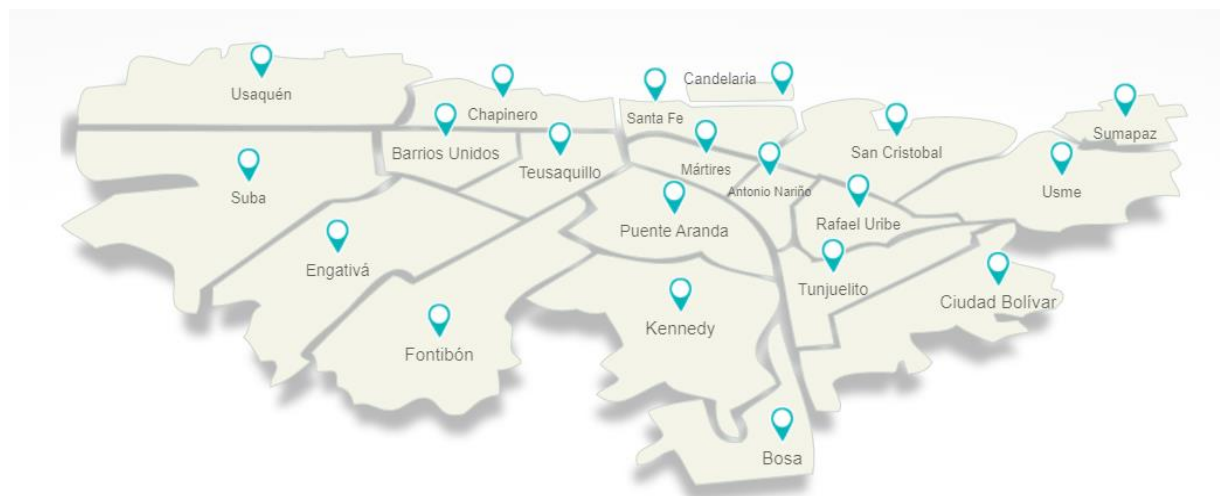 Usaquén
Chapinero
Candelaria
Santa Fe
Sumapaz
Barrios Unidos
Teusaquillo
Mártires
San Cristobal
Suba
Antonio Nariño
Usme
Puente Aranda
Rafael Uribe
Engativá
Tunjuelito
Ciudad Bolívar
Fontibón
Kennedy
Bosa